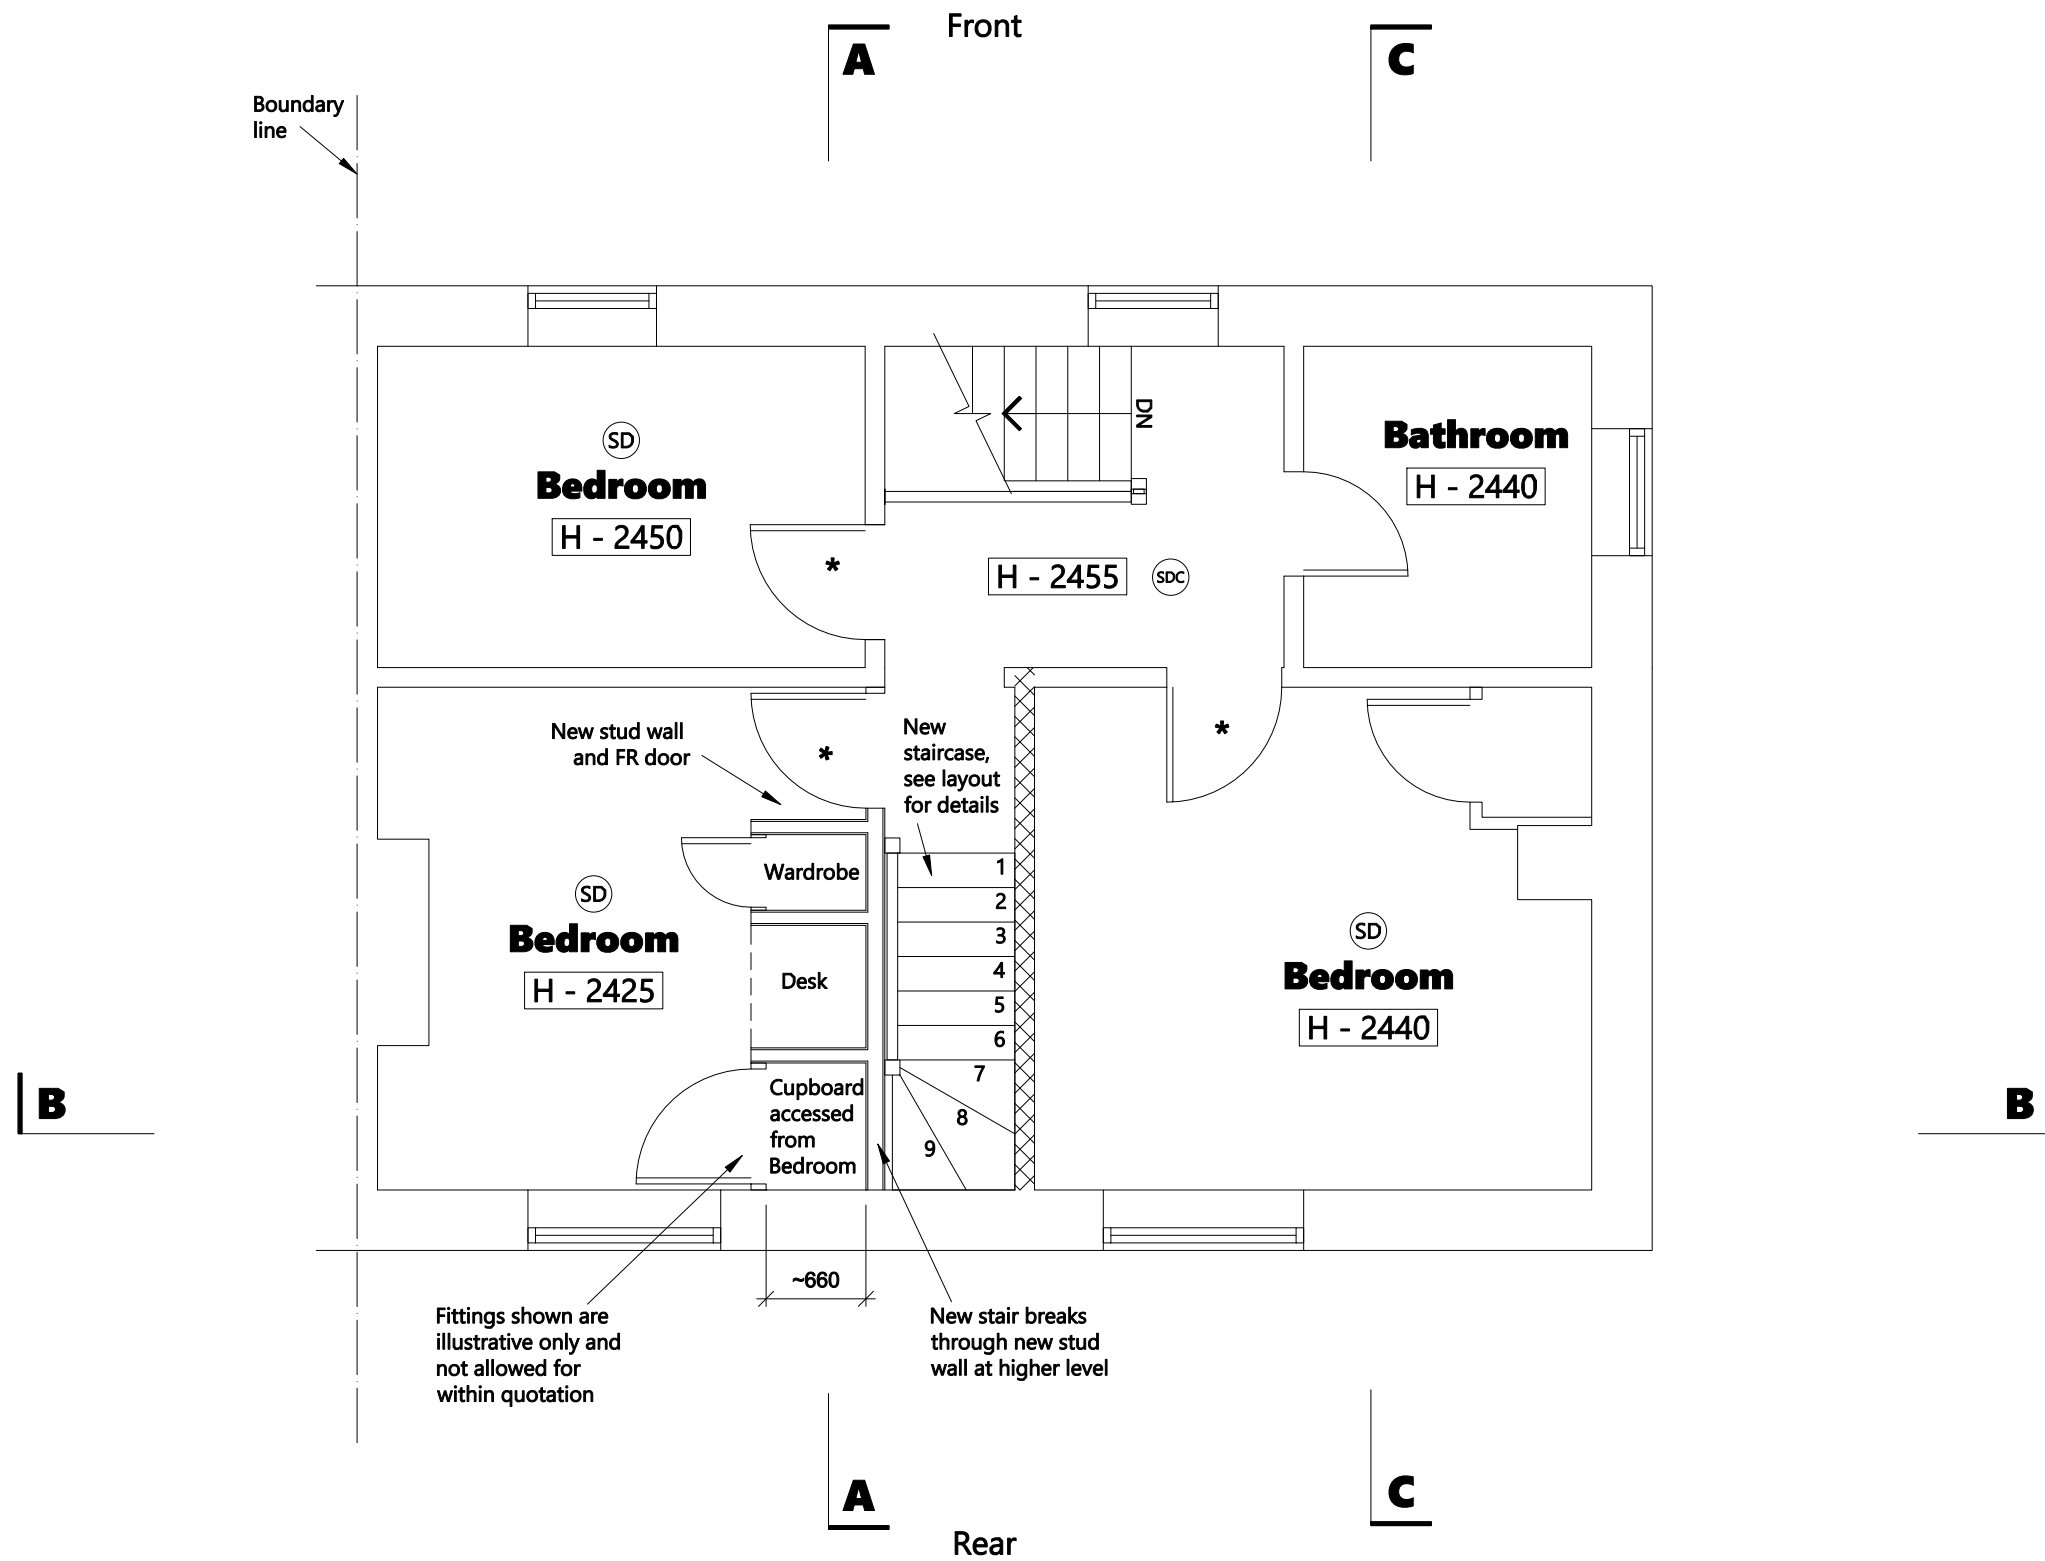 Front
A
C
Boundary
line
DN
SD
Bedroom
H - 2450
*
Bathroom
H - 2440
H - 2455
SDC
New stud wall
and FR door
*
New
staircase,
see layout
for details
*
Wardrobe
SD
Bedroom
H - 2425
Desk
Cupboard
accessed
from
Bedroom
1
2
3
4
5
6
7
8
9
SD
Bedroom
H - 2440
B
B
~660
Fittings shown are
illustrative only and
not allowed for
within quotation
New stair breaks
through new stud
wall at higher level
A
C
Rear